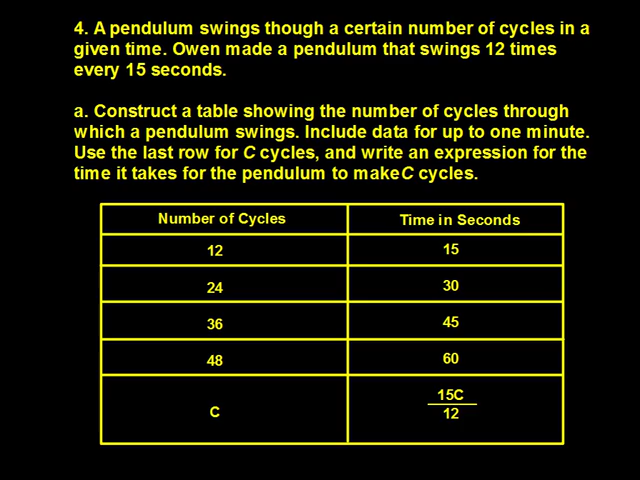 4. A pendulum swings though a certain number of cycles in a
given time. Owen made a pendulum that swings 12 times
every 15 seconds.
a. Construct a table showing the number of cycles through
which a pendulum swings. Include data for up to one minute.
Use the last row for C cycles, and write an expression for the
time it takes for the pendulum to makeC cycles.
Number of Cycles Time in Seconds
12 15
24 30
36 45
48 60
C 15C
12